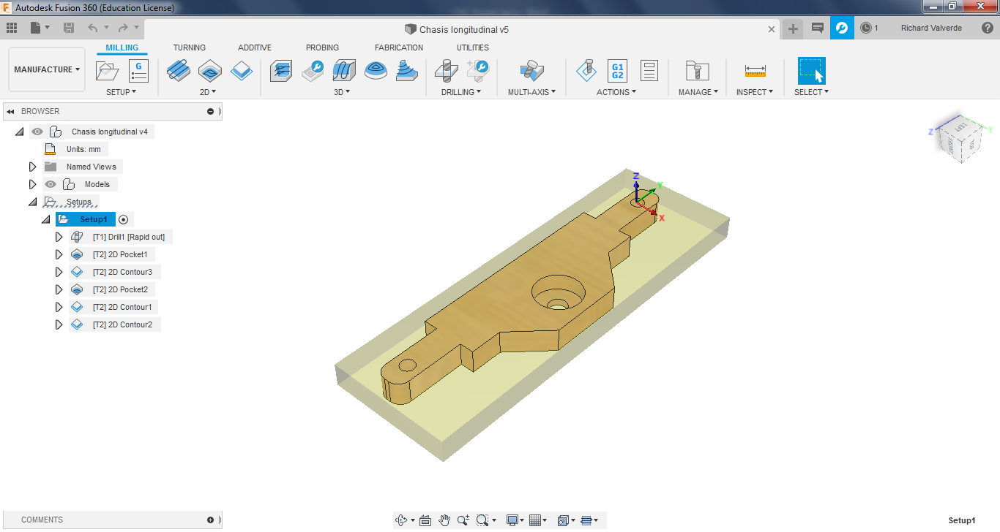 Autodesk Fusion 360 (Education License)
Chasis longitudinal v5
1
Richard Valverde
MILLING TURNING ADDITIVE PROBING FABRICATION UTILITIES
MANUFACTURE
G
G1
G2
SETUP 2D 3D DRILLING MULTI-AXIS ACTIONS MANAGE INSPECT SELECT
BROWSER
Chasis longitudinal v4
Units: mm
Named Views
Models
Setups
Setup1
[T1] Drill1 [Rapid out]
[T2] 2D Pocket1
[T2] 2D Contour3
[T2] 2D Pocket2
[T2] 2D Contour1
[T2] 2D Contour2
Z
Y
X
Z
Y
LEFT
FRONT
TOP
COMMENTS
Setup1